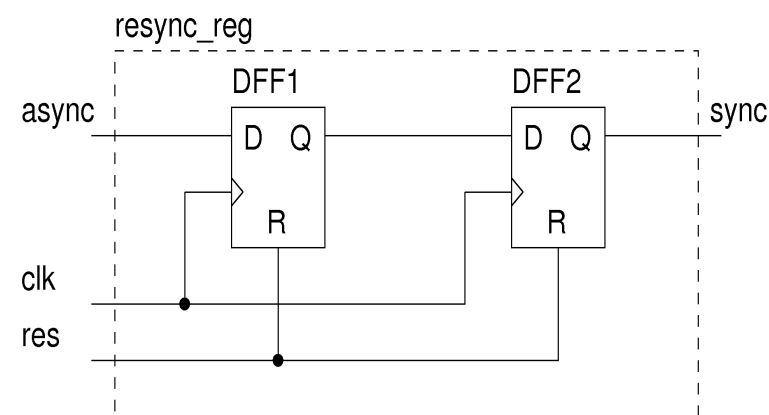 resync_reg
DFF1 DFF2
async sync
D Q D Q
R R
clk
res